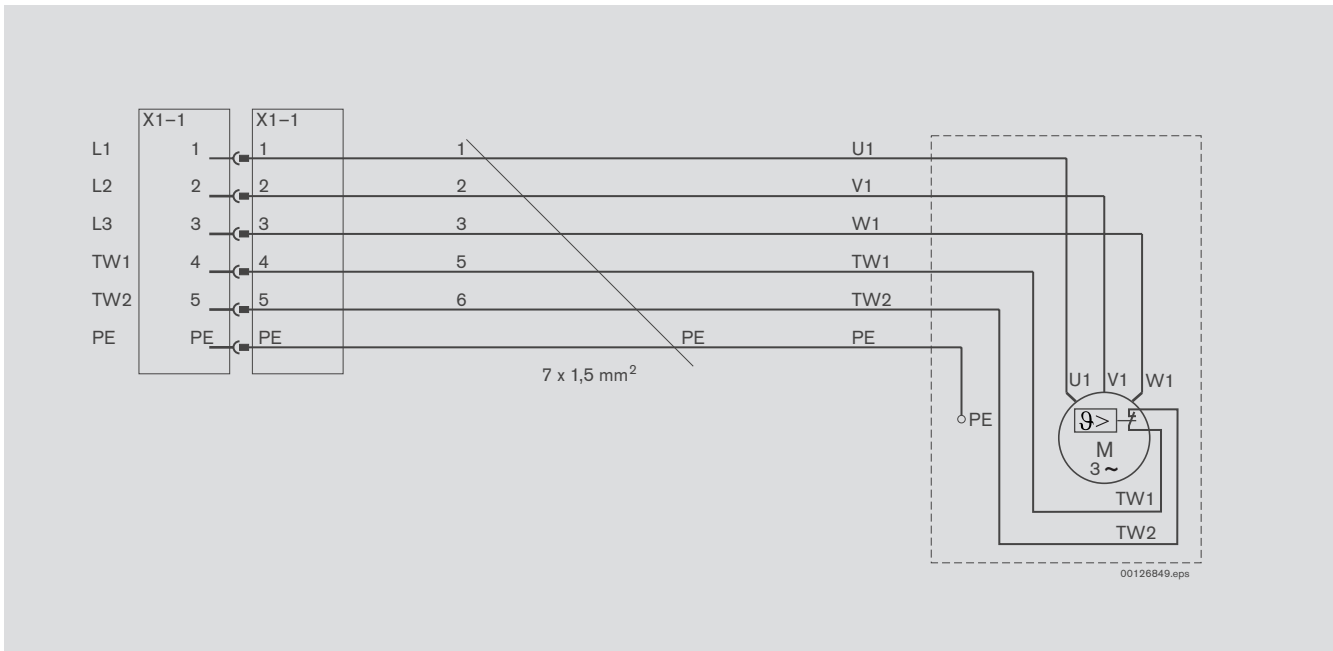 X1–1 X1–1
L1 1 1 1 U1
L2 2 2 2 V1
L3 3 3 3 W1
TW1 4 4 5 TW1
TW2 5 5 6 TW2
PE PE PE PE PE
7 x 1,5 mm²
U1 V1 W1
PE
ϑ>
M
3 ~
TW1
TW2
00126849.eps